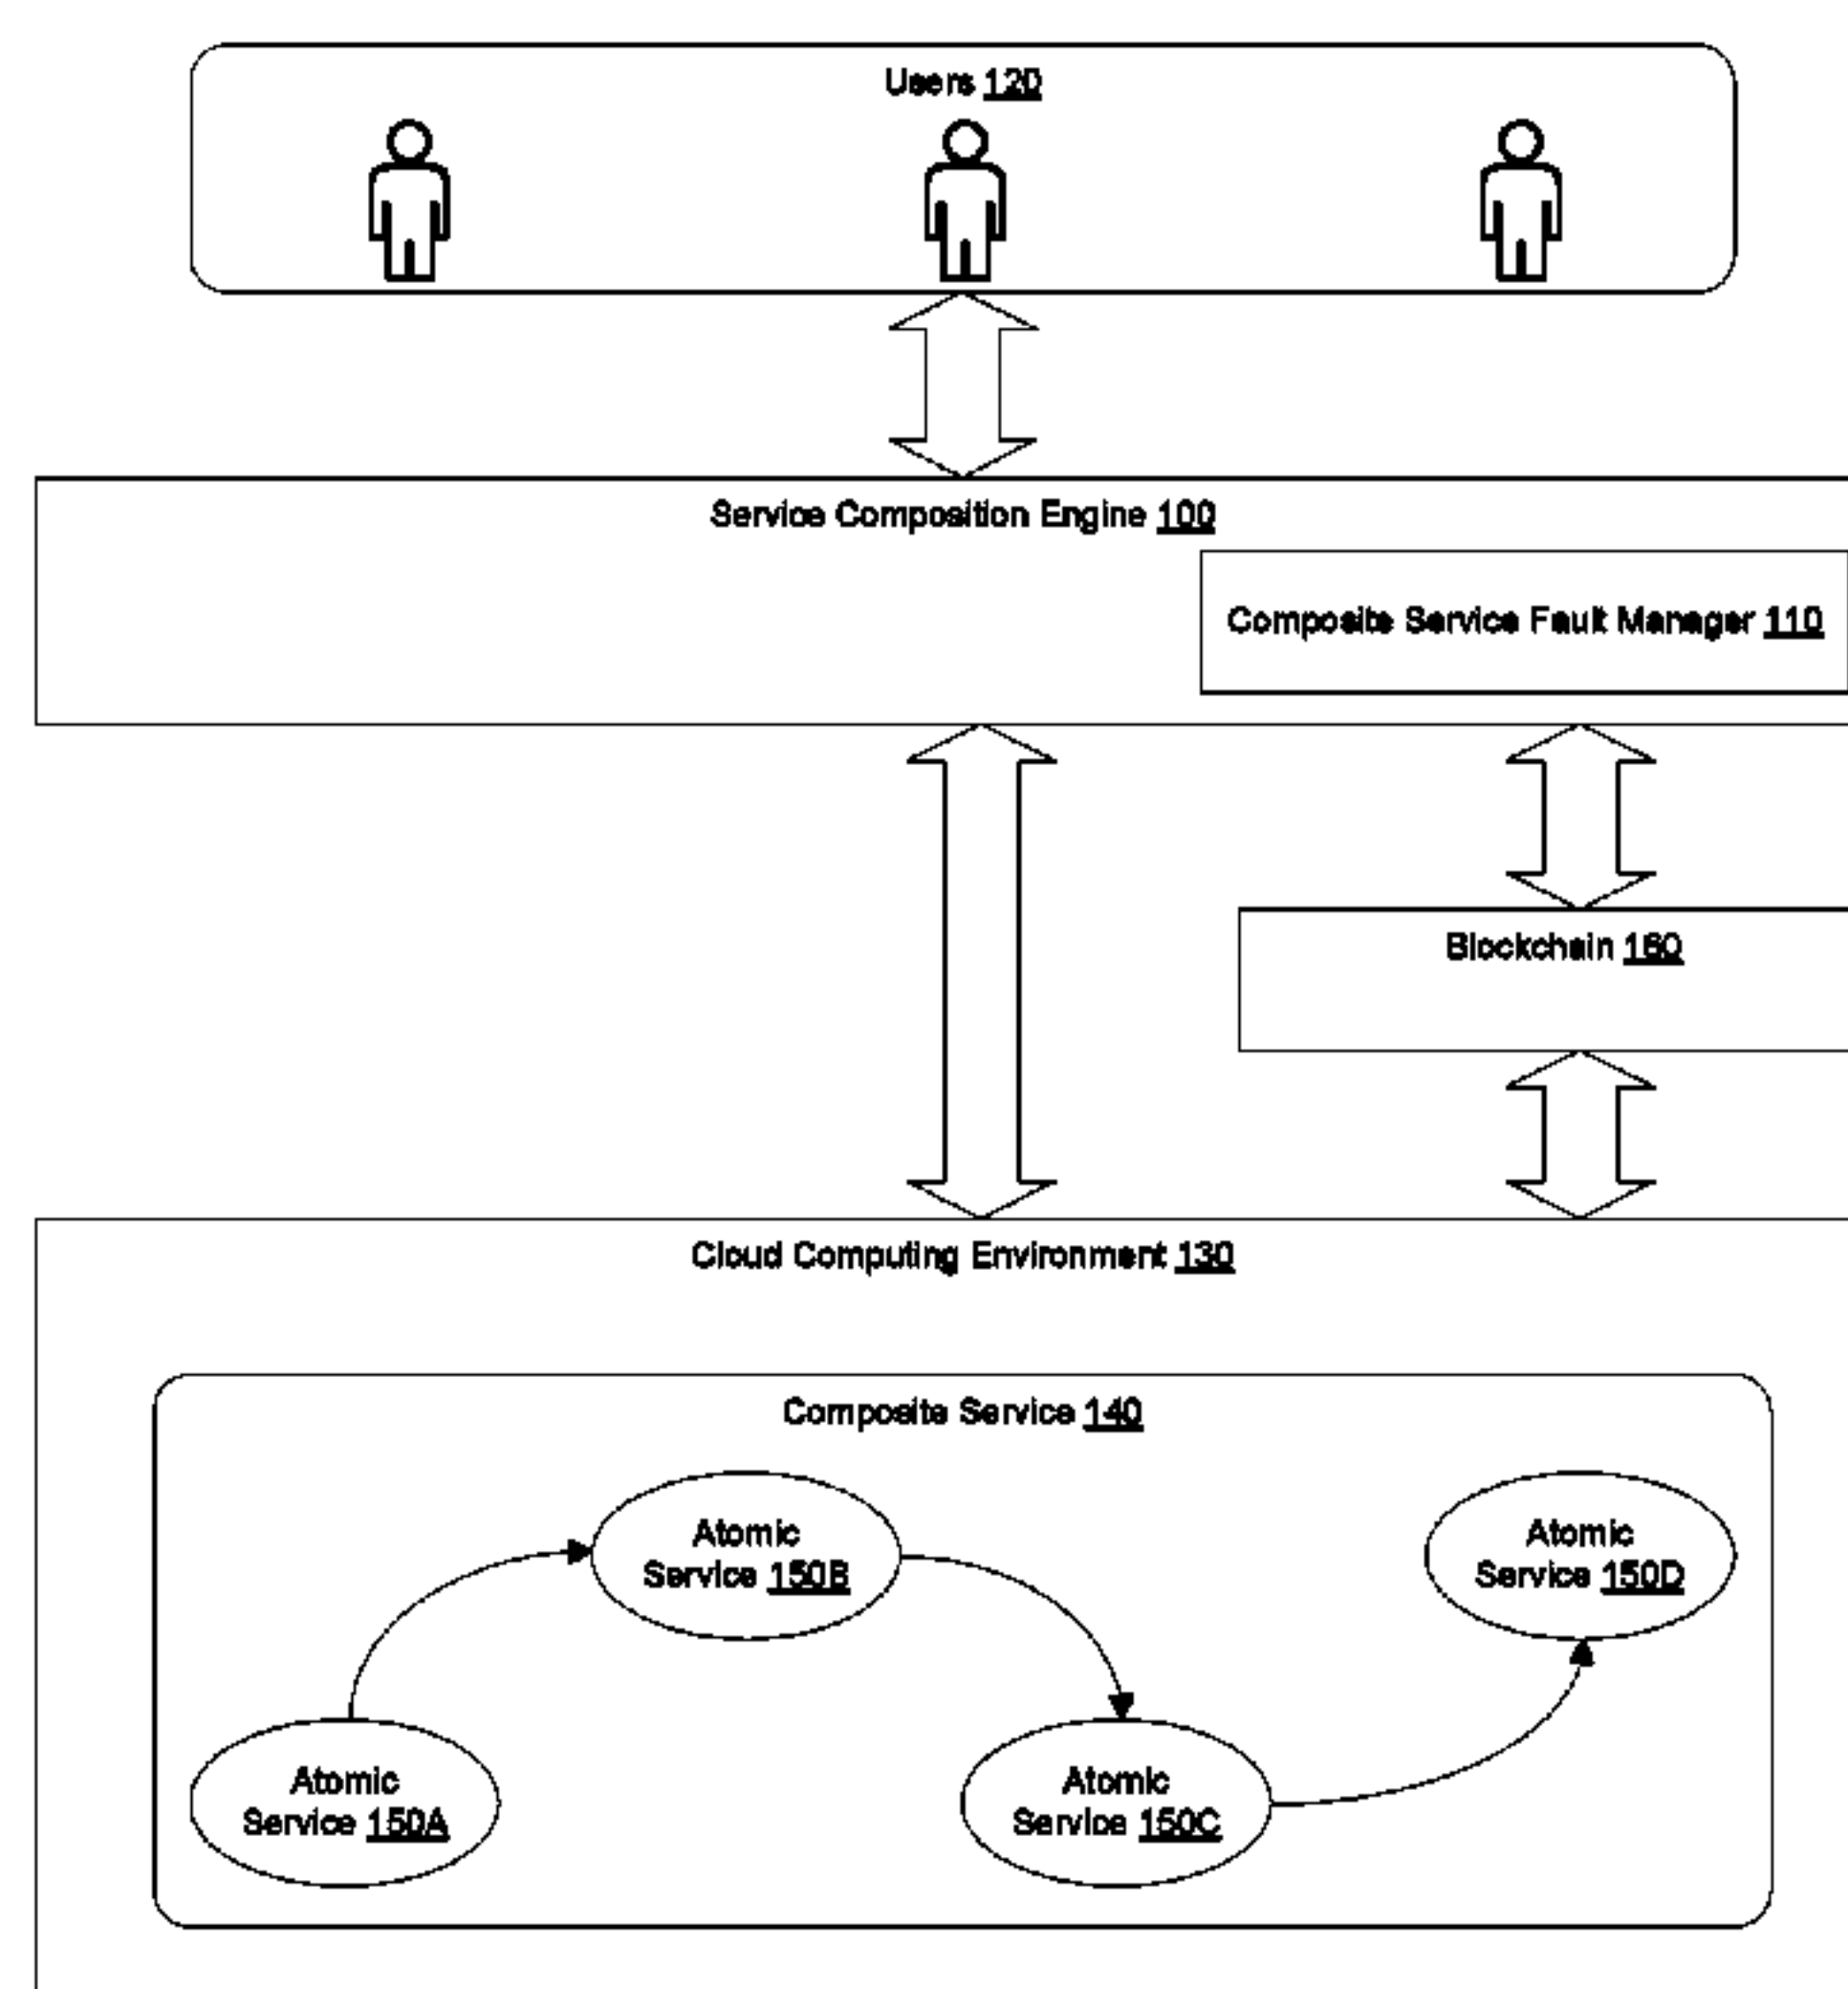 Users 120
Service Composition Engine 100
Composite Service Fault Manager 110
Blockchain 160
Cloud Computing Environment 130
Composite Service 140
Atomic
Service 150B
Atomic
Service 150D
Atomic
Service 150A
Atomic
Service 150C